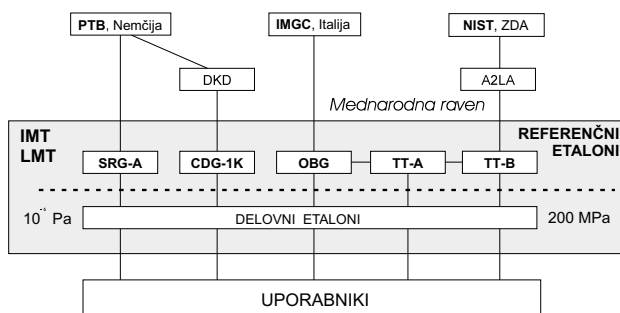 PTB, Nemčija
IMGC, Italija
NIST, ZDA
DKD
A2LA
Mednarodna raven
IMT
LMT
REFERENČNI
ETALONI
SRG-A
CDG-1K
OBG
TT-A
TT-B
Pa
DELOVNI ETALONI
200 MPa
UPORABNIKI